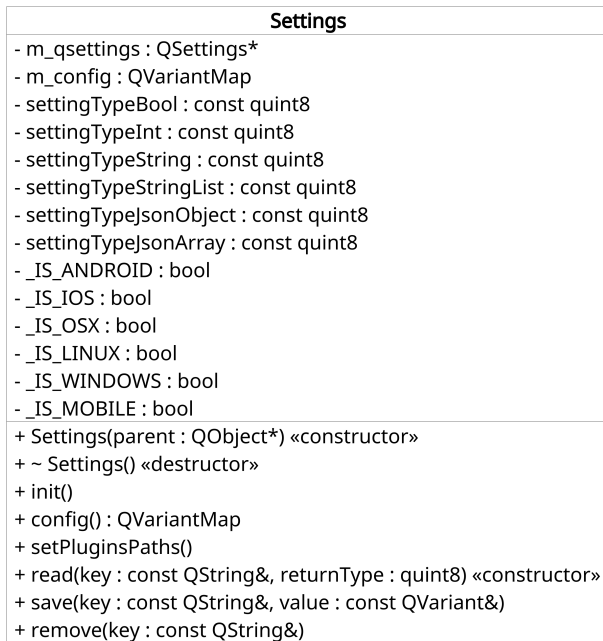 Settings
- m_qsettings : QSettings*
- m_config : QVariantMap
- settingTypeBool : const quint8
- settingTypeInt : const quint8
- settingTypeString : const quint8
- settingTypeStringList : const quint8
- settingTypeJsonObject : const quint8
- settingTypeJsonArray : const quint8
- _IS_ANDROID : bool
- _IS_IOS : bool
- _IS_OSX : bool
- _IS_LINUX : bool
- _IS_WINDOWS : bool
- _IS_MOBILE : bool
+ Settings(parent : QObject*) «constructor»
+ ~ Settings() «destructor»
+ init()
+ config() : QVariantMap
+ setPluginsPaths()
+ read(key : const QString&, returnType : quint8) «constructor»
+ save(key : const QString&, value : const QVariant&)
+ remove(key : const QString&)